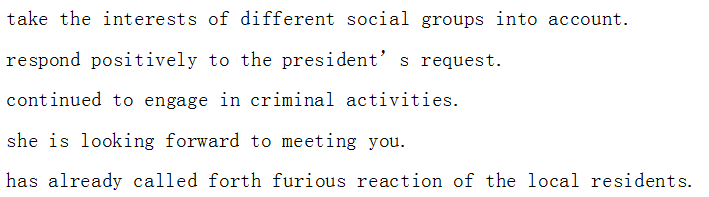 take the interests of different social groups into account.
respond positively to the president’s request.
continued to engage in criminal activities.
she is looking forward to meeting you.
has already called forth furious reaction of the local residents.